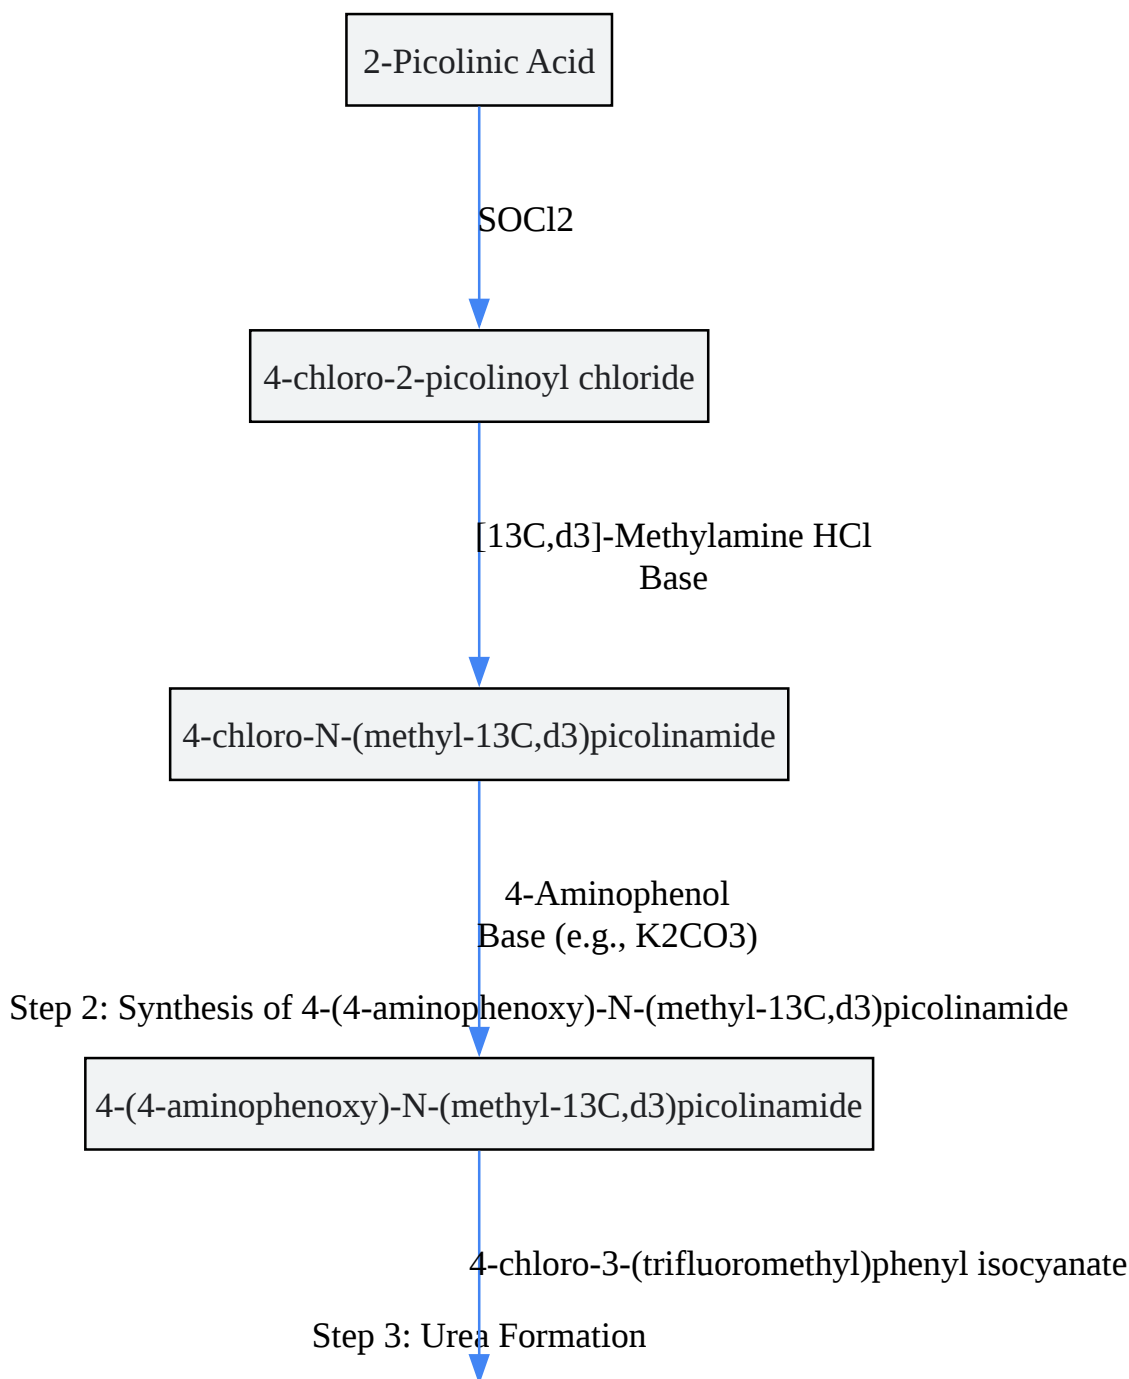 2-Picolinic Acid
SOCl2
4-chloro-2-picolinoyl chloride
[13C,d3]-Methylamine HCl
Base
4-chloro-N-(methyl-13C,d3)picolinamide
4-Aminophenol
Base (e.g., K2CO3)
Step 2: Synthesis of 4-(4-aminophenoxy)-N-(methyl-13C,d3)picolinamide
4-(4-aminophenoxy)-N-(methyl-13C,d3)picolinamide
4-chloro-3-(trifluoromethyl)phenyl isocyanate
Step 3: Urea Formation